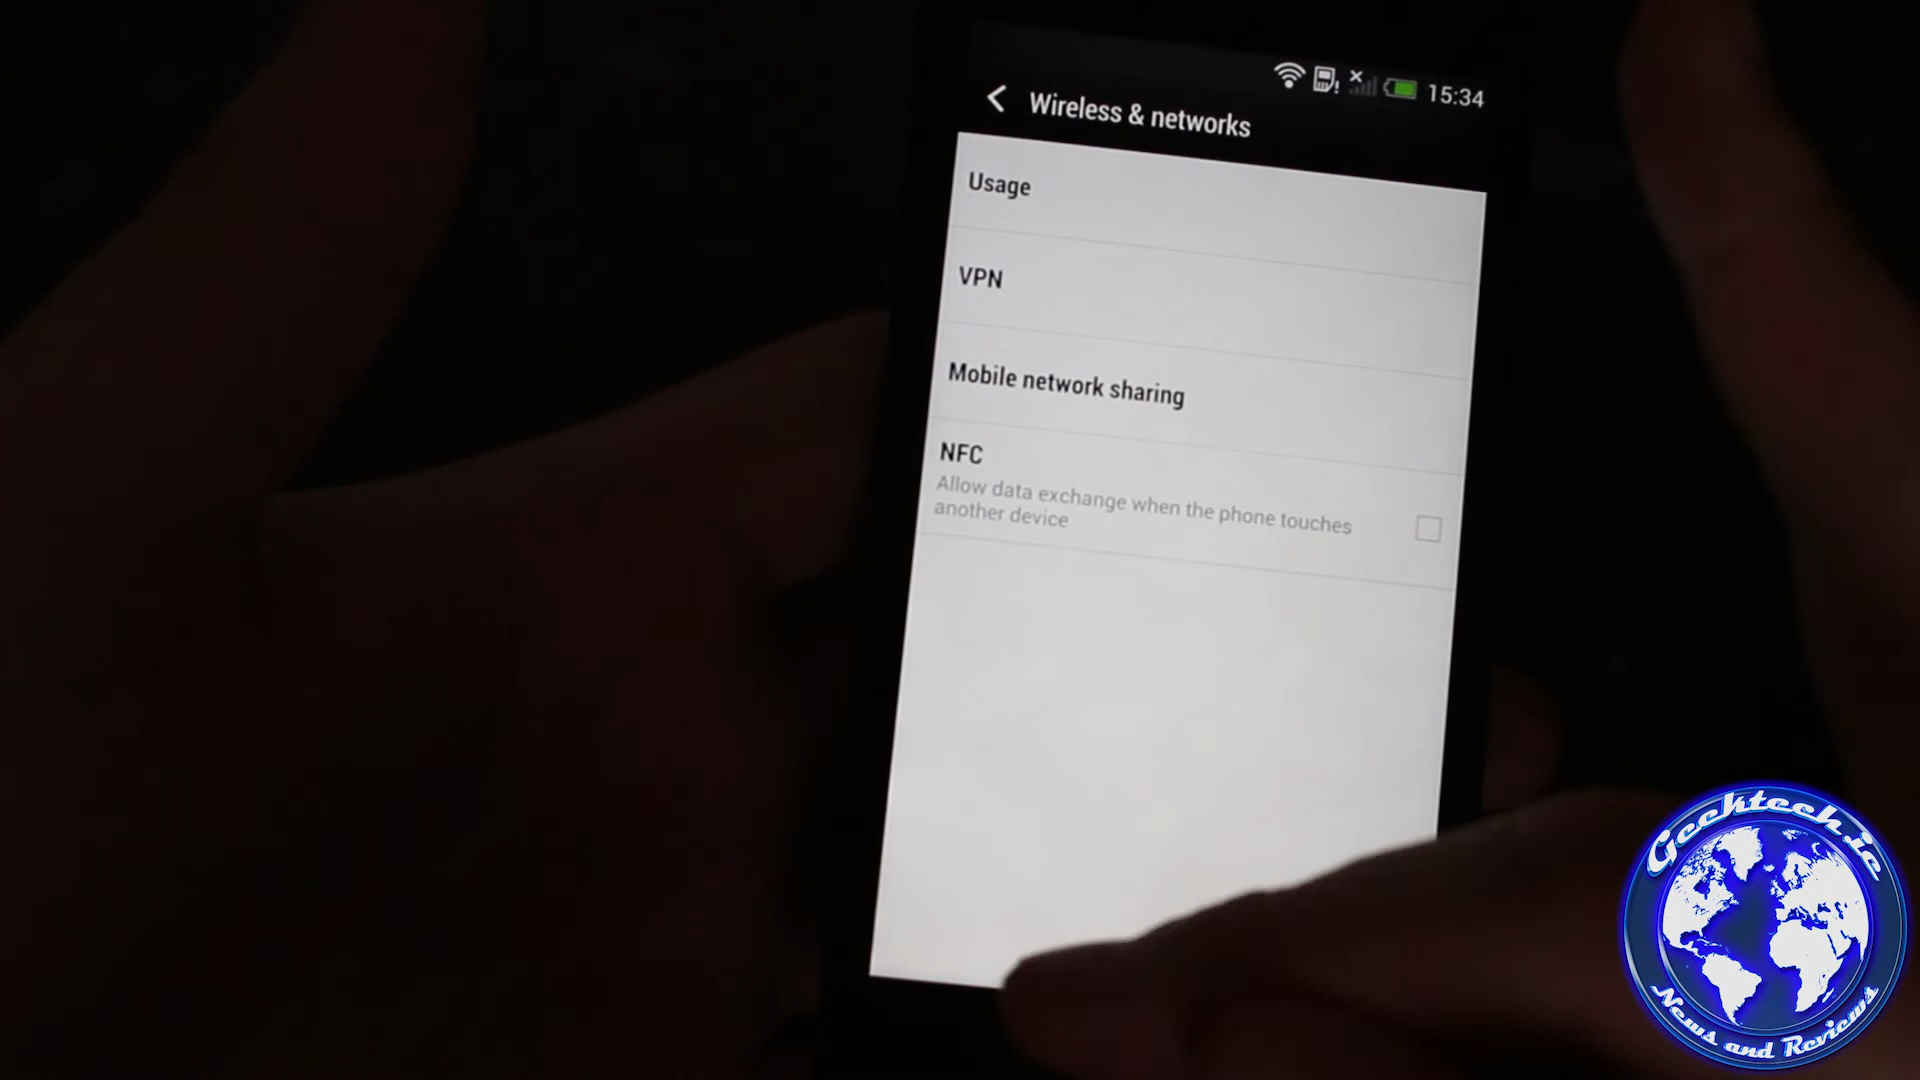 15:34
Wireless & networks
Usage
VPN
Mobile network sharing
NFC
Allow data exchange when the phone touches
another device
Geektech.ie
News and Reviews